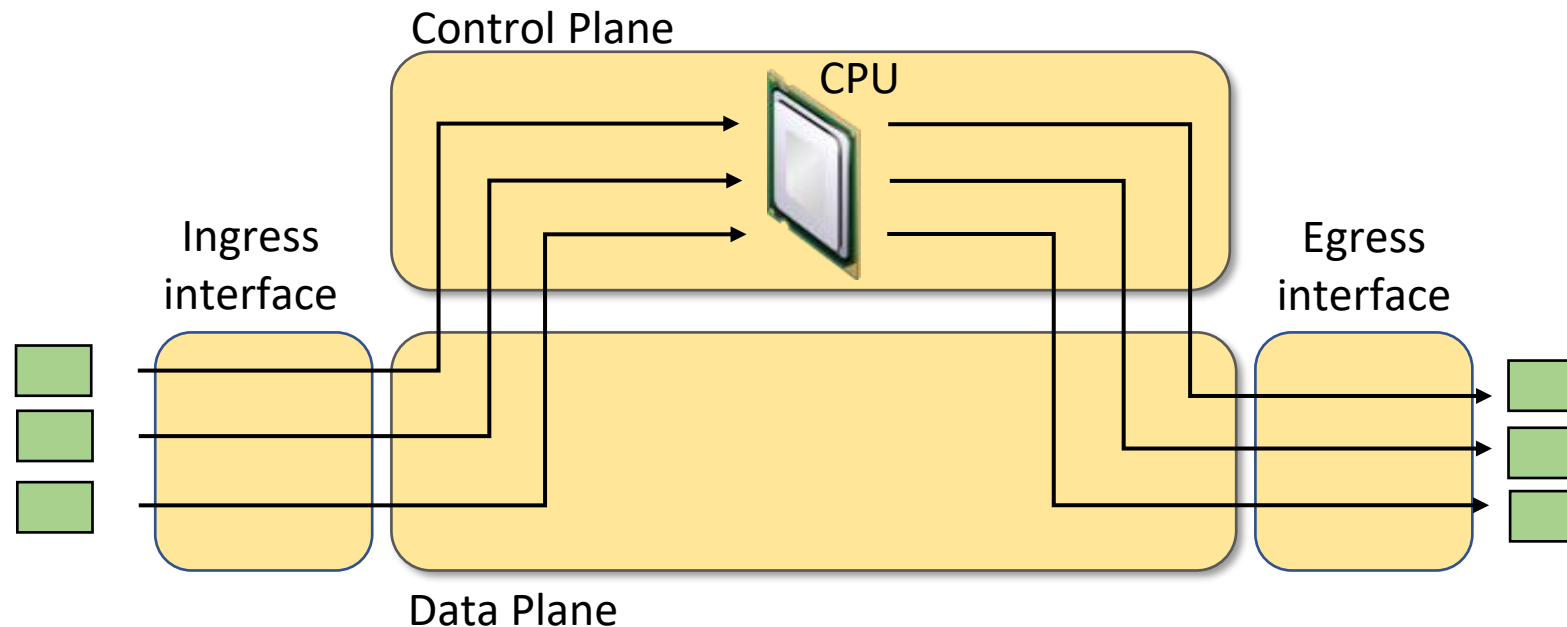 Control Plane
CPU
Ingress
interface
Egress
interface
Data Plane